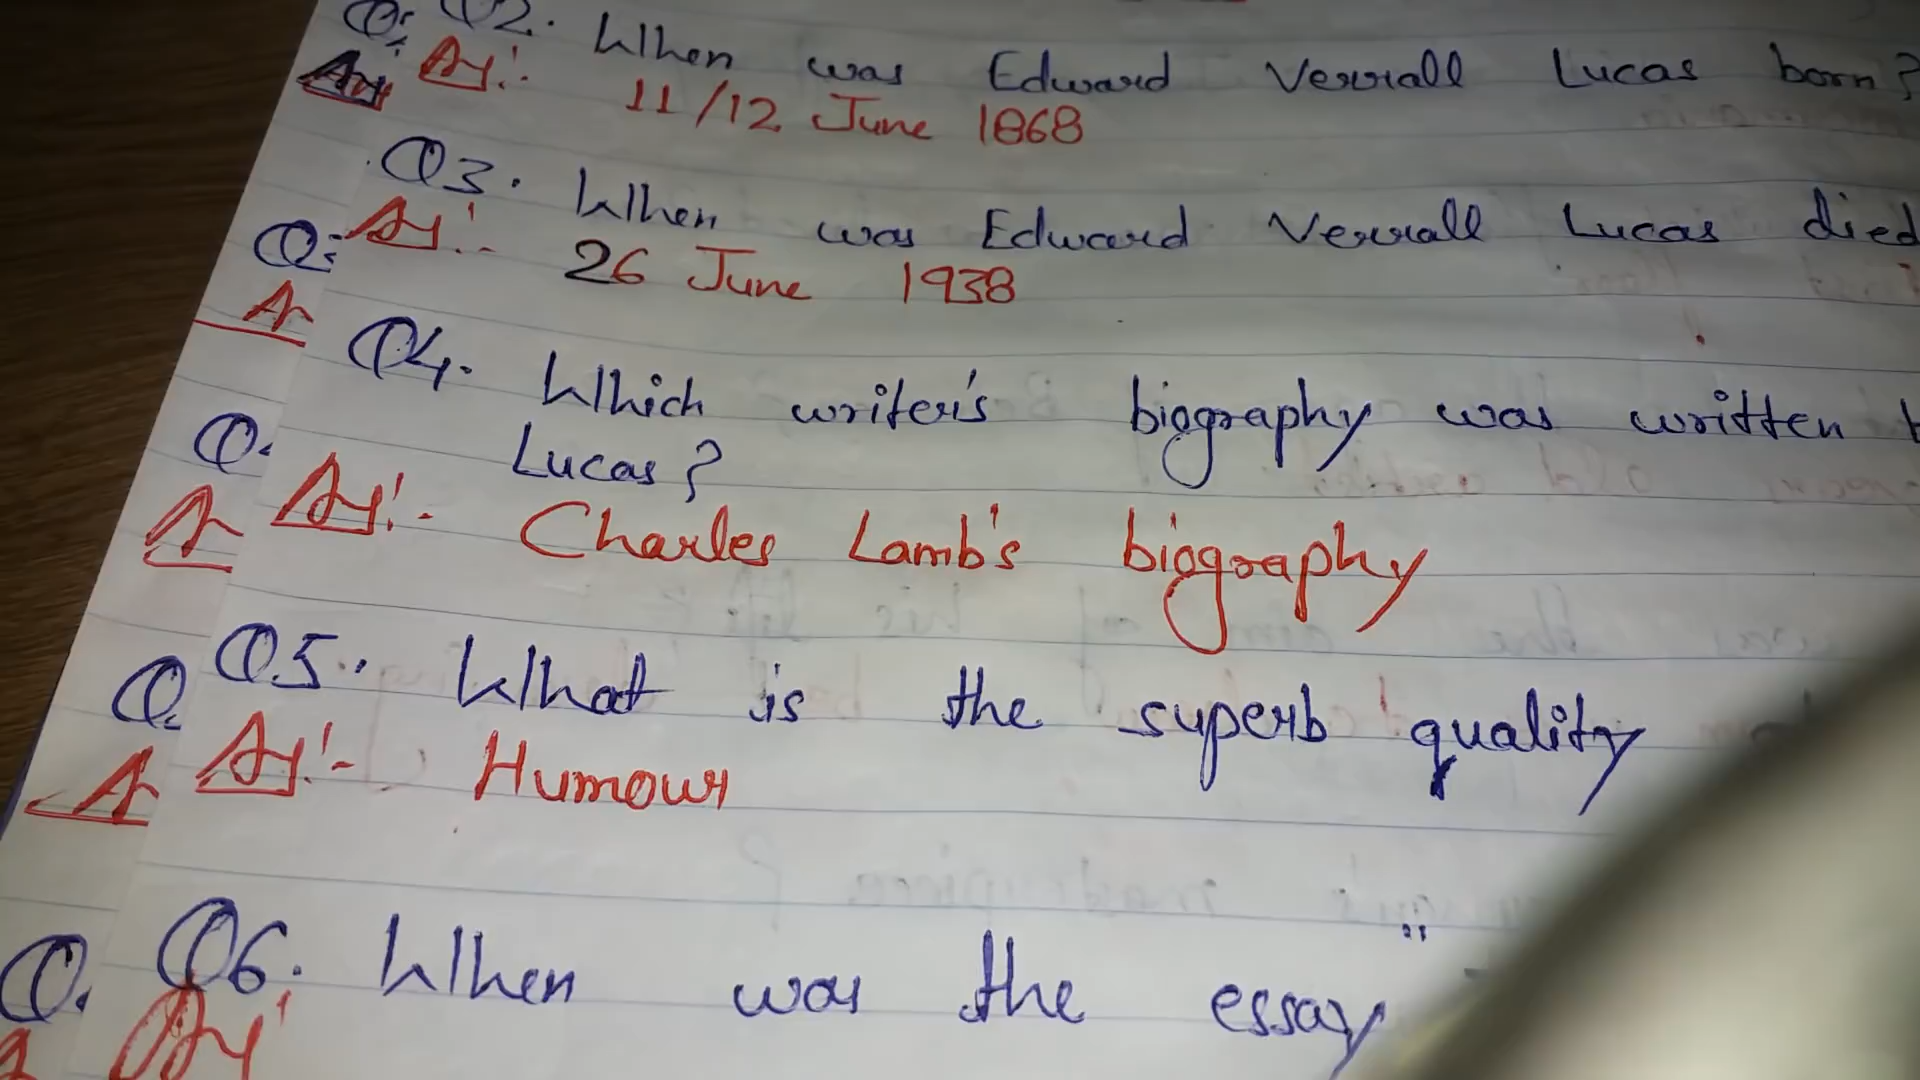 Q2. When was Edward Verrall Lucas born?
Ans:- 11/12 June 1868
Q3. When was Edward Verrall Lucas died
Ans:- 26 June 1938
Q4. Which writer's biography was written
Lucas?
Ans:- Charles Lamb's biography
Q5. What is the superb quality
Ans:- Humour
Q6. When was the essay "
Ans